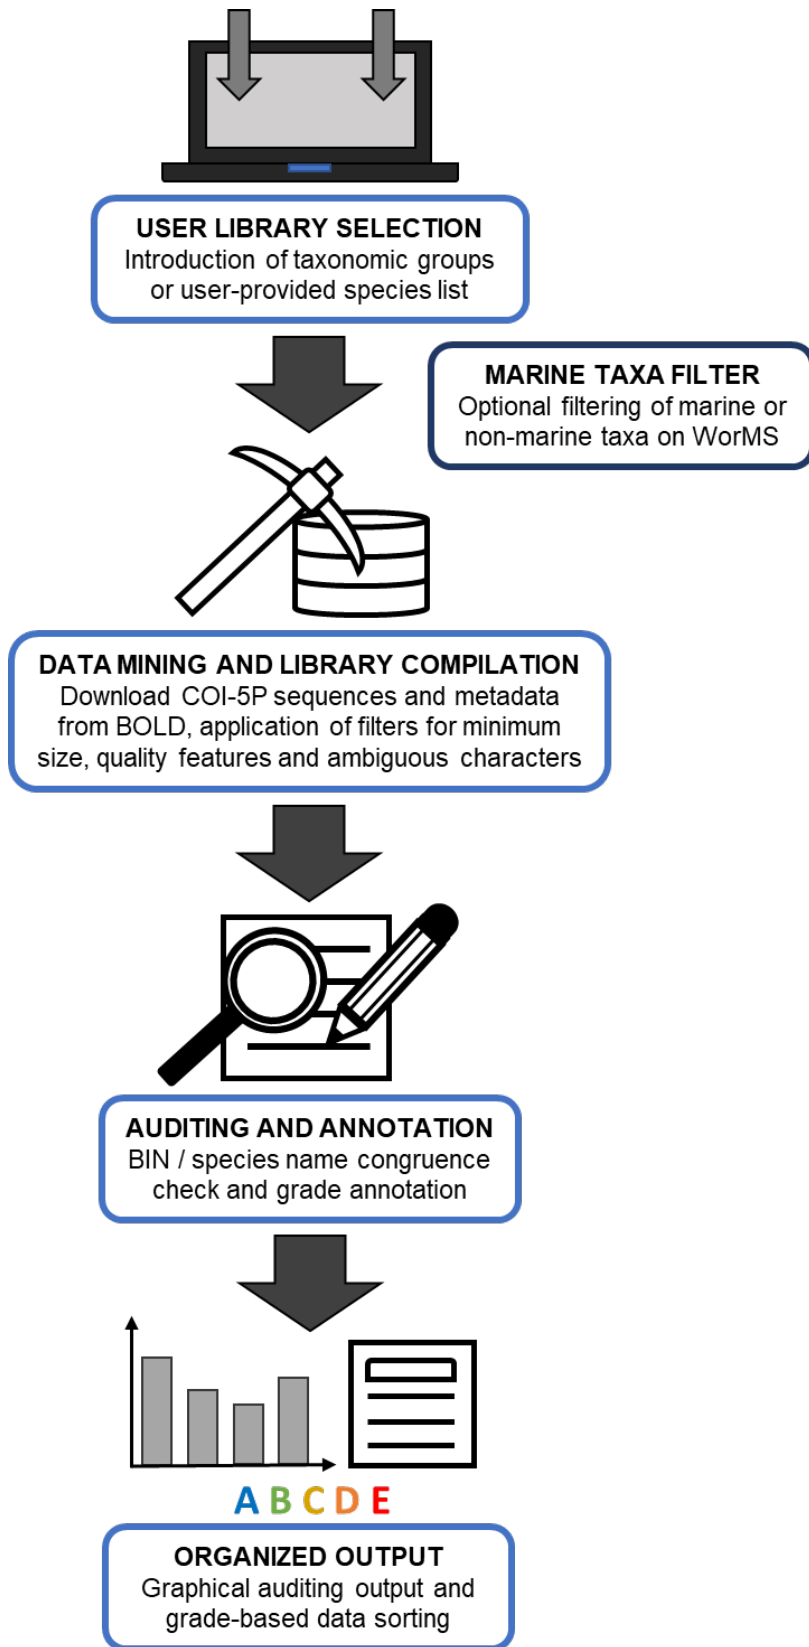 USER LIBRARY SELECTION
Introduction of taxonomic groups
or user-provided species list
MARINE TAXA FILTER
Optional filtering of marine or
non-marine taxa on WorMS
DATA MINING AND LIBRARY COMPILATION
Download COI-5P sequences and metadata
from BOLD, application of filters for minimum
size, quality features and ambiguous characters
AUDITING AND ANNOTATION
BIN / species name congruence
check and grade annotation
A B C D E
ORGANIZED OUTPUT
Graphical auditing output and
grade-based data sorting